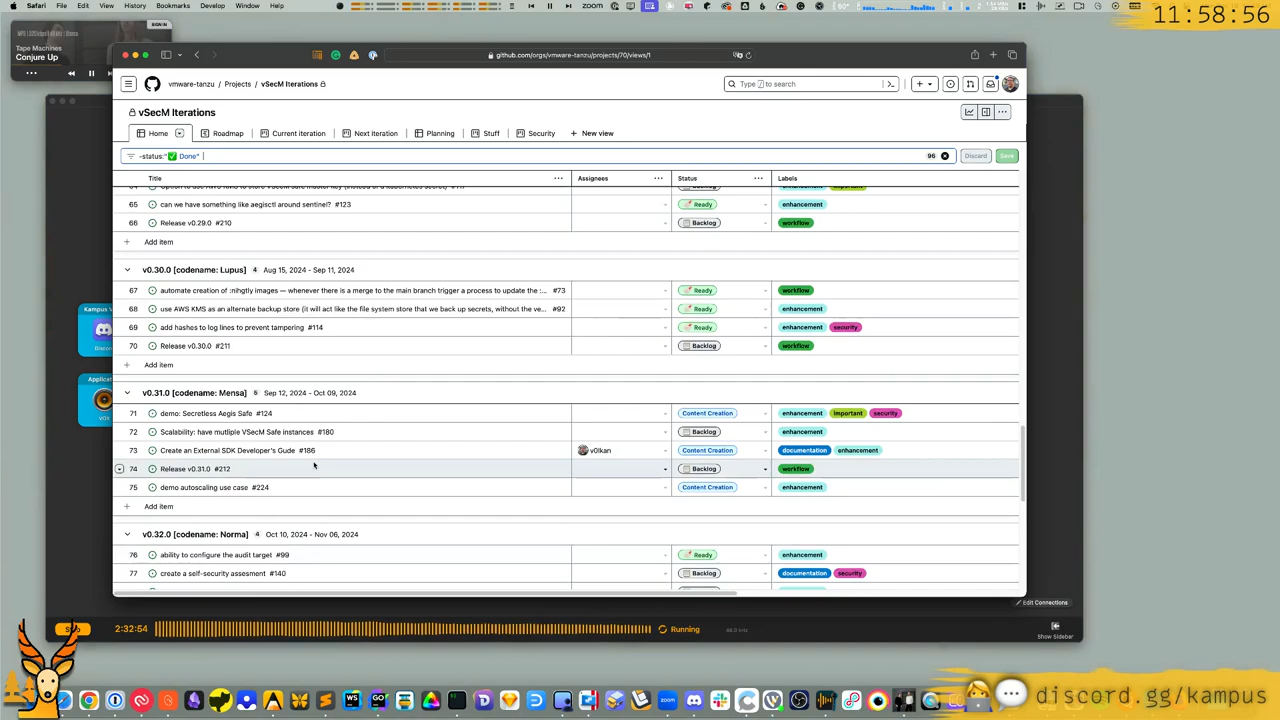 Safari File Edit View History Bookmarks Develop Window Help
zoom
11:58:56
SIGN IN
Tape Machines
Conjure Up
github.com/orgs/vmware-tanzu/projects/70/views/1
vmware-tanzu / Projects / vSecM Iterations
Type / to search
vSecM Iterations
Home Roadmap Current iteration Next iteration Planning Stuff Security + New view
-status:"✅ Done" 96 Discard Save
Title Assignees Status Labels
65 can we have something like aegisctl around sentinel? #123 Ready enhancement
66 Release v0.29.0 #210 Backlog workflow
+ Add item
v0.30.0 [codename: Lupus] 4 Aug 15, 2024 - Sep 11, 2024
67 automate creation of :nihgtly images — whenever there is a merge to the main branch trigger a process to update the :... #73 Ready workflow
68 use AWS KMS as an alternate backup store (it will act like the file system store that we back up secrets, without the ve... #92 Ready enhancement
69 add hashes to log lines to prevent tampering #114 Ready enhancement security
70 Release v0.30.0 #211 Backlog workflow
+ Add item
v0.31.0 [codename: Mensa] 5 Sep 12, 2024 - Oct 09, 2024
71 demo: Secretless Aegis Safe #124 Content Creation enhancement important security
72 Scalability: have mutliple VSecM Safe instances #180 Backlog enhancement
73 Create an External SDK Developer's Gude #186 v0lkan Content Creation documentation enhancement
74 Release v0.31.0 #212 Backlog workflow
75 demo autoscaling use case #224 Content Creation enhancement
+ Add item
v0.32.0 [codename: Norma] 4 Oct 10, 2024 - Nov 06, 2024
76 ability to configure the audit target #99 Ready enhancement
77 create a self-security assesment #140 Backlog documentation security
Kampus
Applicat
Edit Connections
2:32:54 Running
Show Sidebar
discord.gg/kampus